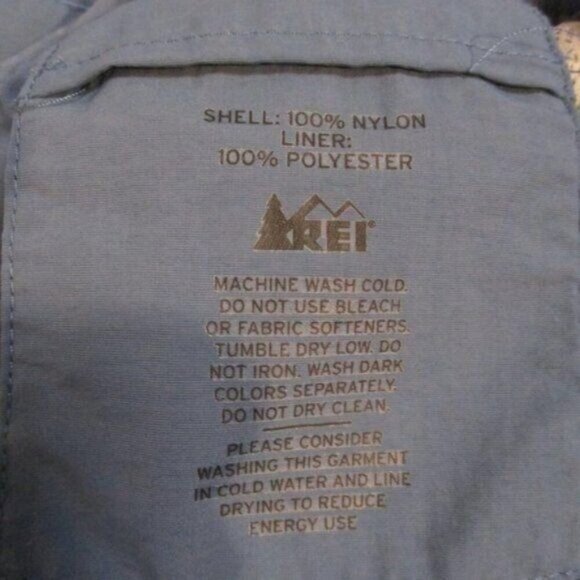 SHELL: 100% NYLON
LINER:
100% POLYESTER
REI®
MACHINE WASH COLD.
DO NOT USE BLEACH
OR FABRIC SOFTENERS.
TUMBLE DRY LOW. DO
NOT IRON. WASH DARK
COLORS SEPARATELY.
DO NOT DRY CLEAN.
PLEASE CONSIDER
WASHING THIS GARMENT
IN COLD WATER AND LINE
DRYING TO REDUCE
ENERGY USE